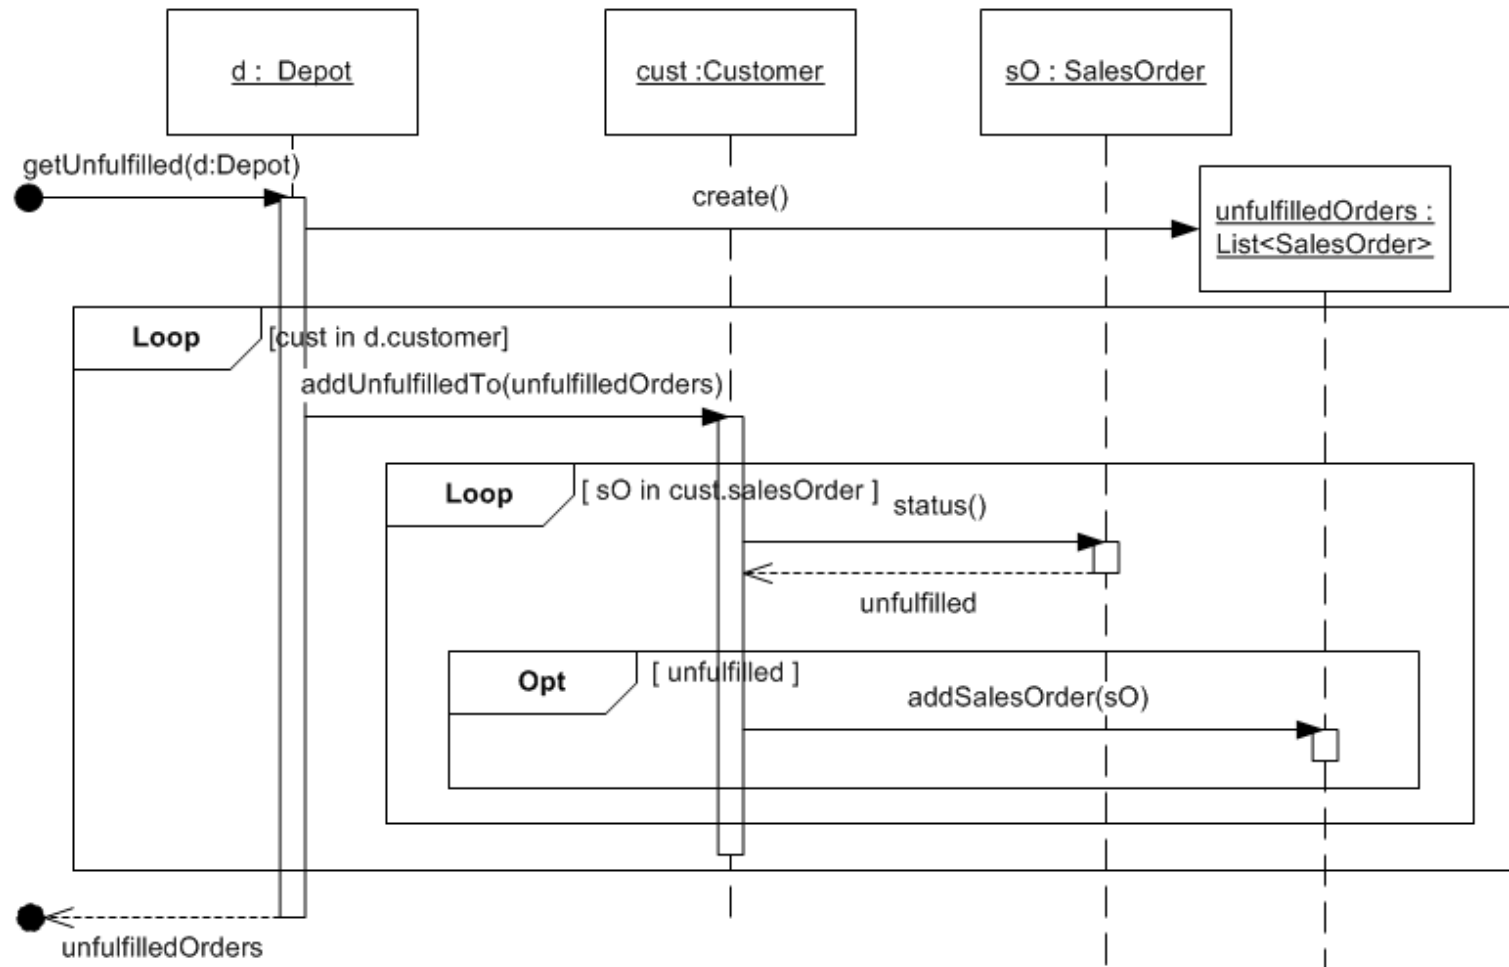 d :  Depot
cust :Customer
sO : SalesOrder
getUnfulfilled(d:Depot)
create()
unfulfilledOrders :
List<SalesOrder>
Loop
[cust in d.customer]
addUnfulfilledTo(unfulfilledOrders)
Loop
[ sO in cust.salesOrder ]
status()
unfulfilled
Opt
[ unfulfilled ]
addSalesOrder(sO)
unfulfilledOrders